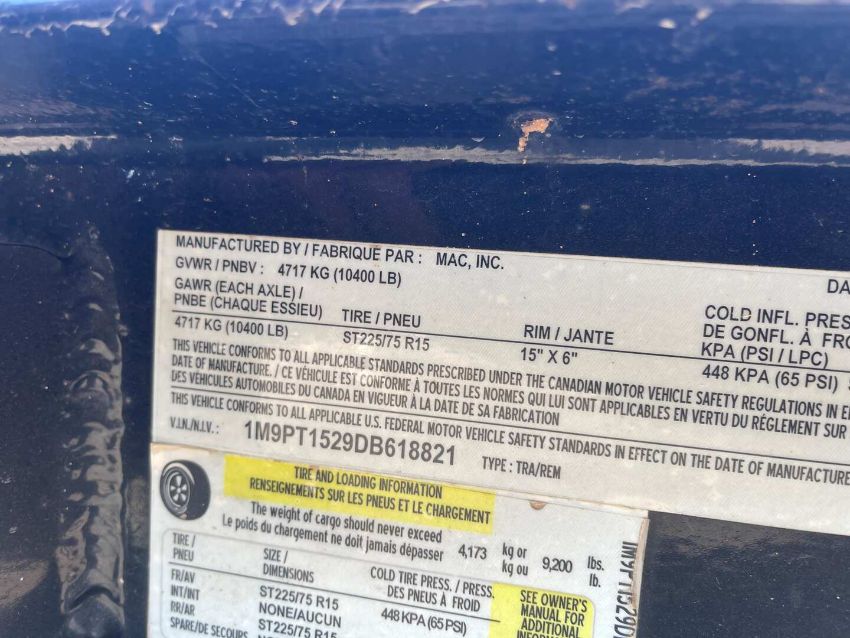 MANUFACTURED BY / FABRIQUE PAR : MAC, INC.
GVWR / PNBV : 4717 KG (10400 LB)
DA
GAWR (EACH AXLE) /
PNBE (CHAQUE ESSIEU) TIRE / PNEU RIM / JANTE
COLD INFL. PRES
DE GONFL. À FRO
KPA (PSI / LPC)
4717 KG (10400 LB) ST225/75 R15 15" X 6" 448 KPA (65 PSI)
THIS VEHICLE CONFORMS TO ALL APPLICABLE STANDARDS PRESCRIBED UNDER THE CANADIAN MOTOR VEHICLE SAFETY REGULATIONS IN E
DATE OF MANUFACTURE. / CE VÉHICULE EST CONFORME À TOUTES LES NORMES QUI LUI SONT APPLICABLES EN VERTU DU RÉGLEMENT SUR
DES VÉHICULES AUTOMOBILES DU CANADA EN VIGUEUR À LA DATE DE SA FABRICATION
THIS VEHICLE CONFORMS TO ALL APPLICABLE U.S. FEDERAL MOTOR VEHICLE SAFETY STANDARDS IN EFFECT ON THE DATE OF MANUFACTURE
V.I.N./N.I.V. : 1M9PT1529DB618821 TYPE : TRA/REM
TIRE AND LOADING INFORMATION
RENSEIGNEMENTS SUR LES PNEUS ET LE CHARGEMENT
The weight of cargo should never exceed
Le poids du chargement ne doit jamais dépasser 4,173 kg or 9,200 lbs.
kg ou lb.
TIRE / PNEU SIZE / DIMENSIONS COLD TIRE PRESS. / PRESS. DES PNEUS À FROID
FR/AV
INT/INT ST225/75 R15 448 KPA (65 PSI)
RR/AR NONE/AUCUN
SPARE/DE SECOURS ST225/75 R15
SEE OWNER'S
MANUAL FOR
ADDITIONAL